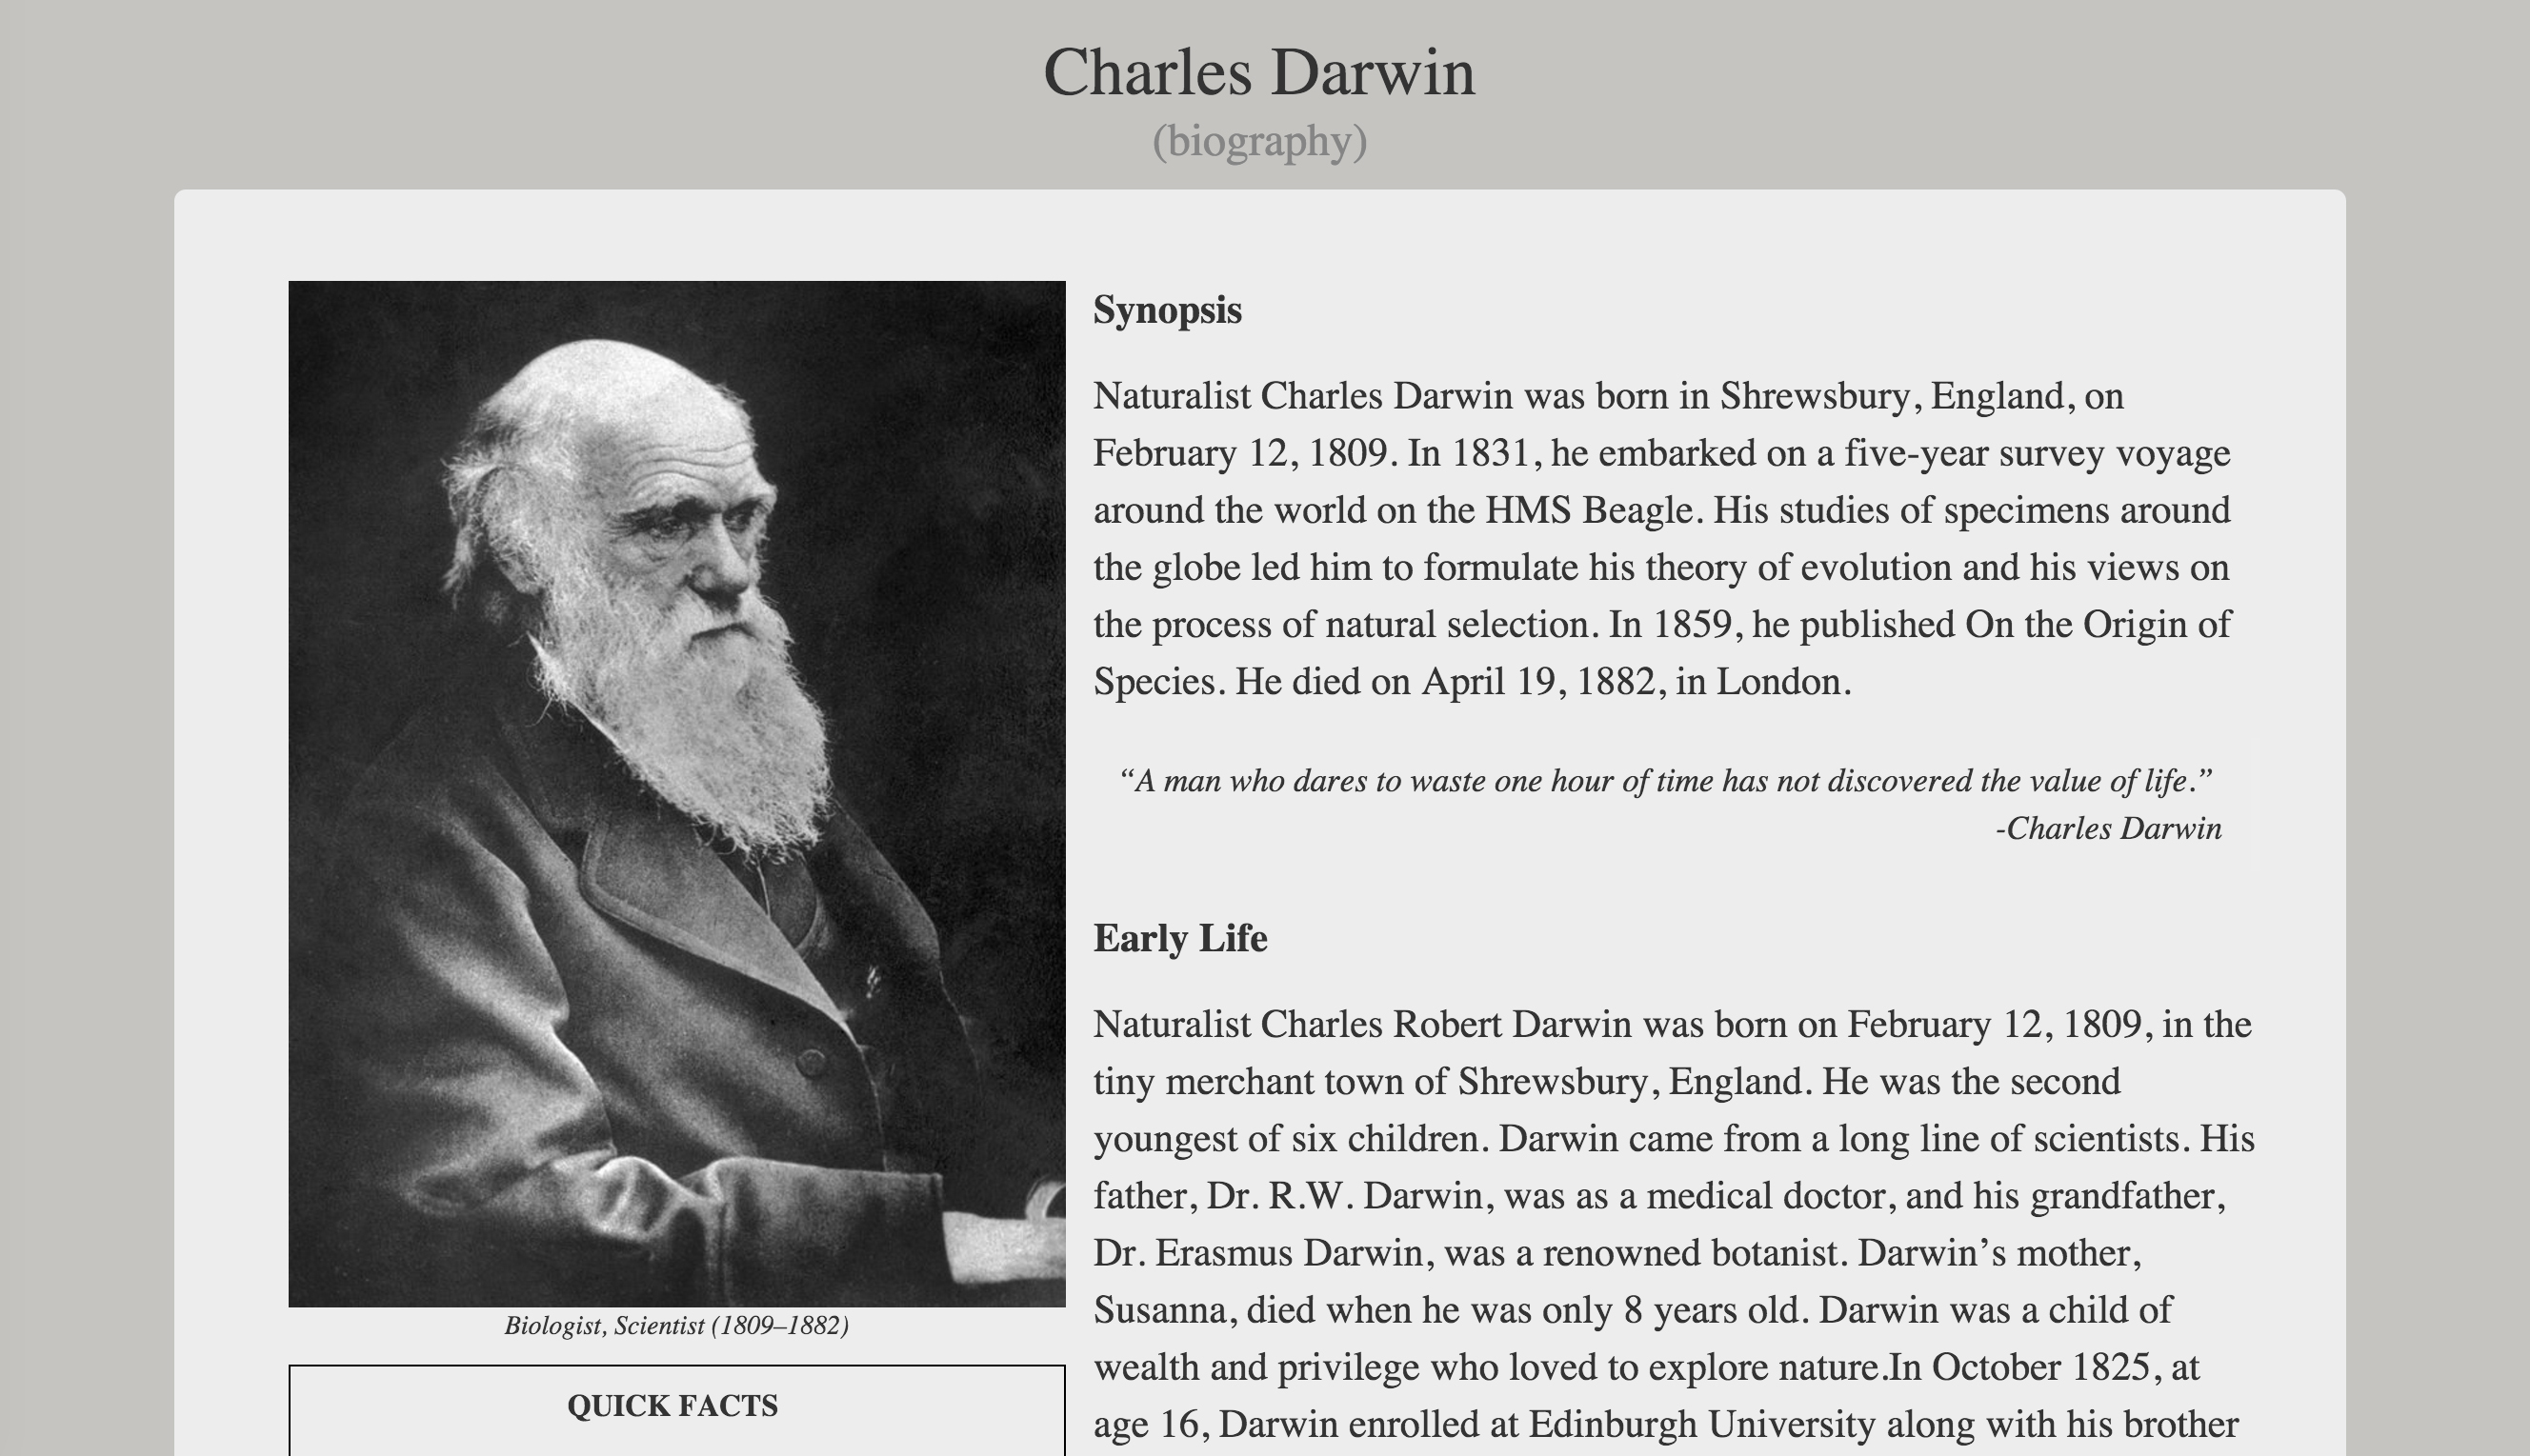 Charles Darwin
(biography)
Synopsis
Naturalist Charles Darwin was born in Shrewsbury, England, on
February 12, 1809. In 1831, he embarked on a five-year survey voyage
around the world on the HMS Beagle. His studies of specimens around
the globe led him to formulate his theory of evolution and his views on
the process of natural selection. In 1859, he published On the Origin of
Species. He died on April 19, 1882, in London.
“A man who dares to waste one hour of time has not discovered the value of life.”
-Charles Darwin
Early Life
Naturalist Charles Robert Darwin was born on February 12, 1809, in the
tiny merchant town of Shrewsbury, England. He was the second
youngest of six children. Darwin came from a long line of scientists. His
father, Dr. R.W. Darwin, was as a medical doctor, and his grandfather,
Dr. Erasmus Darwin, was a renowned botanist. Darwin’s mother,
Susanna, died when he was only 8 years old. Darwin was a child of
wealth and privilege who loved to explore nature.In October 1825, at
age 16, Darwin enrolled at Edinburgh University along with his brother
Biologist, Scientist (1809–1882)
QUICK FACTS